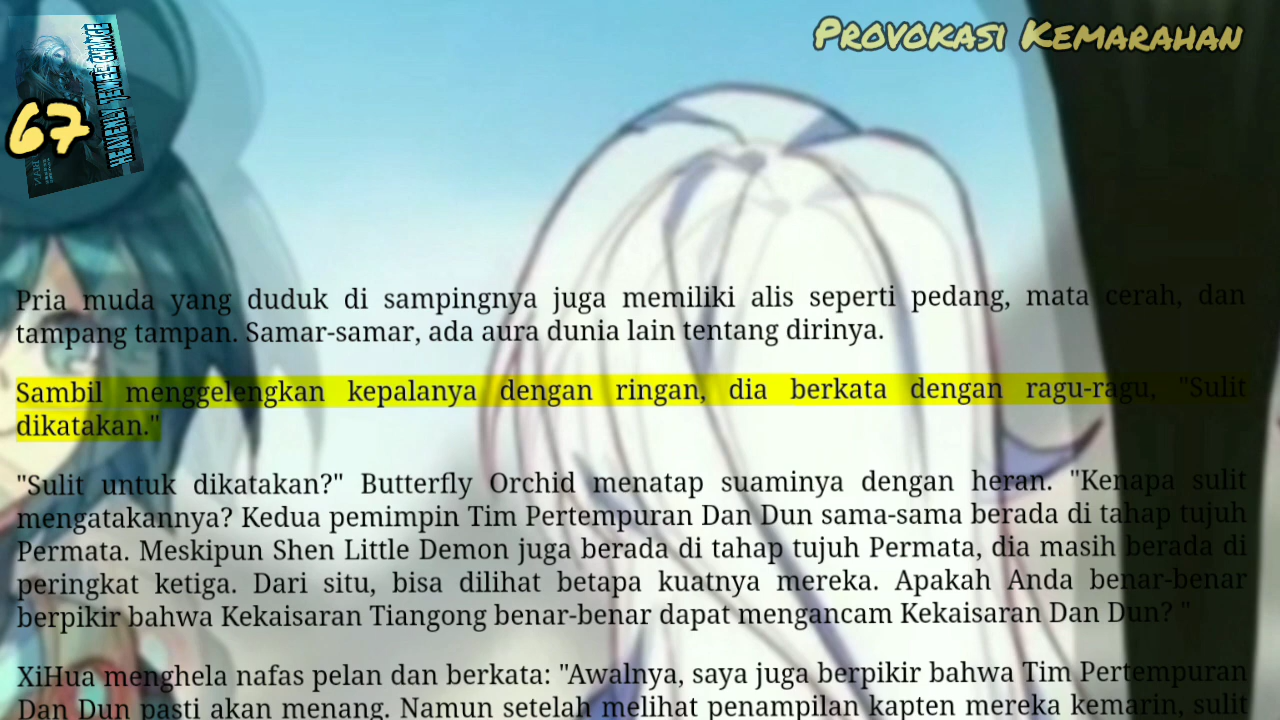 Provokasi Kemarahan
HEAVENLY JEWEL CHANGE
67
Pria muda yang duduk di sampingnya juga memiliki alis seperti pedang, mata cerah, dan
tampang tampan. Samar-samar, ada aura dunia lain tentang dirinya.
Sambil menggelengkan kepalanya dengan ringan, dia berkata dengan ragu-ragu, "Sulit
dikatakan."
"Sulit untuk dikatakan?" Butterfly Orchid menatap suaminya dengan heran. "Kenapa sulit
mengatakannya? Kedua pemimpin Tim Pertempuran Dan Dun sama-sama berada di tahap tujuh
Permata. Meskipun Shen Little Demon juga berada di tahap tujuh Permata, dia masih berada di
peringkat ketiga. Dari situ, bisa dilihat betapa kuatnya mereka. Apakah Anda benar-benar
berpikir bahwa Kekaisaran Tiangong benar-benar dapat mengancam Kekaisaran Dan Dun? "
XiHua menghela nafas pelan dan berkata: "Awalnya, saya juga berpikir bahwa Tim Pertempuran
Dan Dun pasti akan menang. Namun setelah melihat penampilan kapten mereka kemarin, sulit